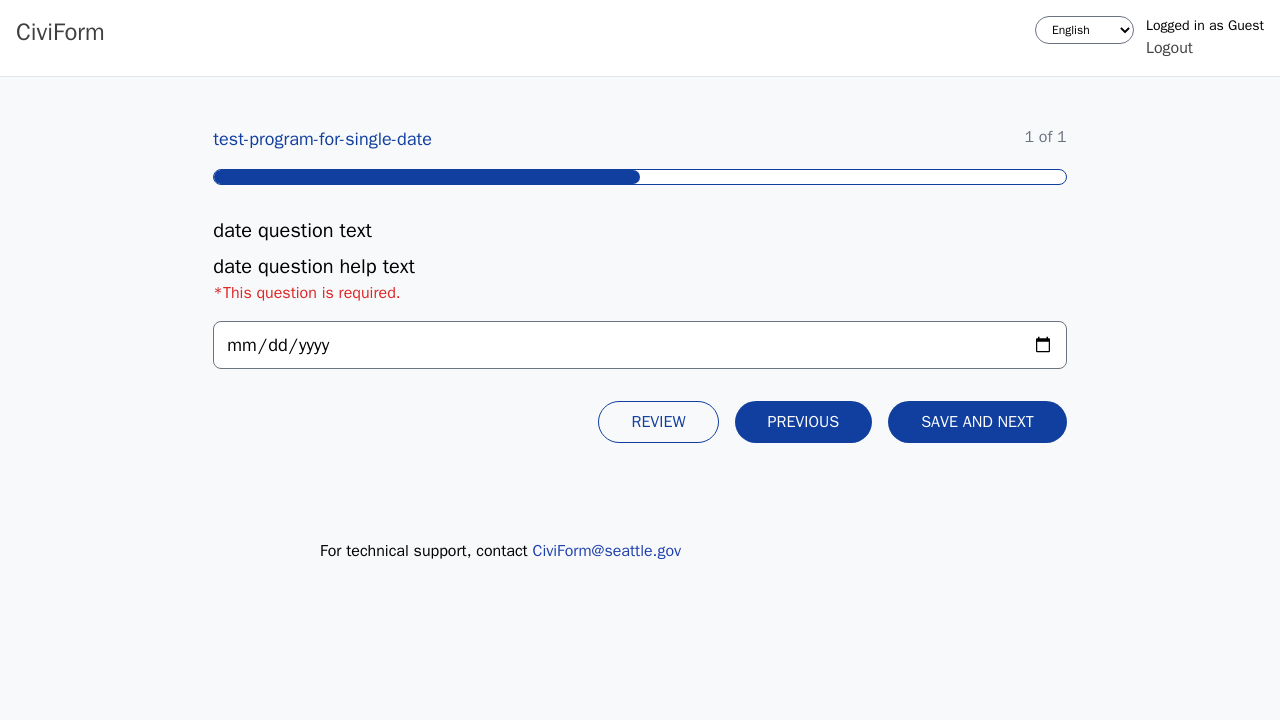 CiviForm
English
Logged in as Guest
Logout
test-program-for-single-date
1 of 1
date question text
date question help text
*This question is required.
mm/dd/yyyy
REVIEW
PREVIOUS
SAVE AND NEXT
For technical support, contact CiviForm@seattle.gov